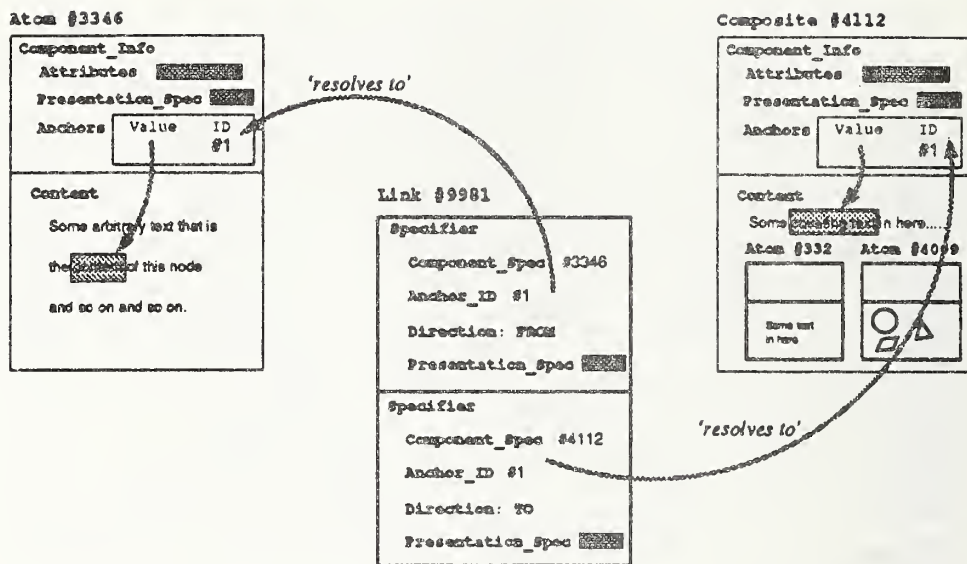 Atom #3346
Component_Info
Attributes
Presentation_Spec
Anchors
Value ID
#1
Content
Some arbitrary text that is
the content of this node
and so on and so on.
'resolves to'
Link #9981
Specifier
Component_Spec #3346
Anchor_ID #1
Direction: FROM
Presentation_Spec
Specifier
Component_Spec #4112
Anchor_ID #1
Direction: TO
Presentation_Spec
'resolves to'
Composite #4112
Component_Info
Attributes
Presentation_Spec
Anchors
Value ID
#1
Content
Some text in here.....
Atom #332 Atom #4099
Some text
in here